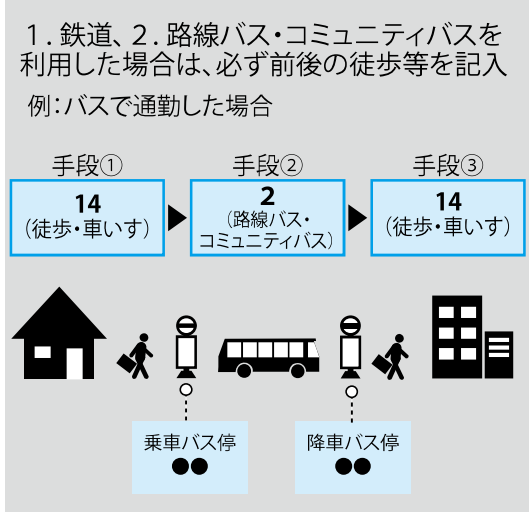 1．鉄道、2．路線バス・コミュニティバスを
利用した場合は、必ず前後の徒歩等を記入
例：バスで通勤した場合
手段①
手段②
手段③
14
（徒歩・車いす）
2
（路線バス・
コミュニティバス）
14
（徒歩・車いす）
乗車バス停
●●
降車バス停
●●